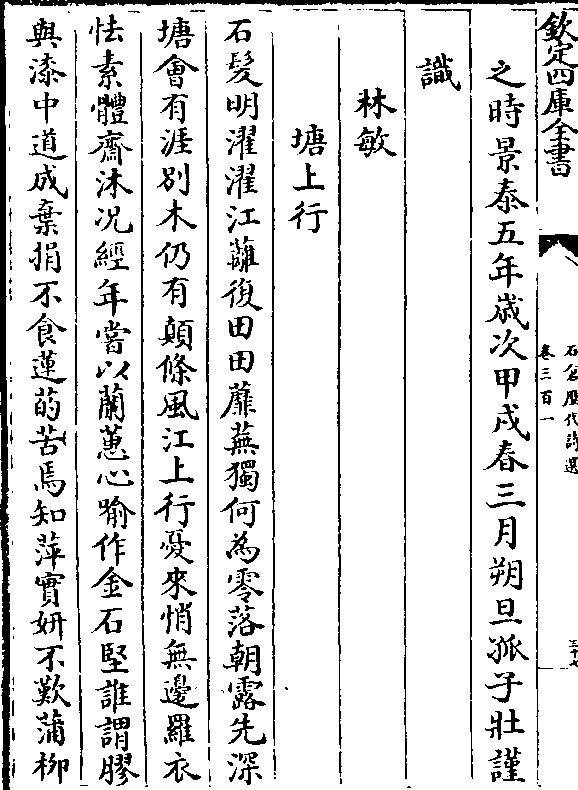 欽定四庫全書
石倉歷代詩選
卷三百一
之時景泰五年歲次甲戌春三月朔旦孤子壯謹
識
林敏
塘上行
石髮明濯濯江蘺復田田蘼蕪獨何為零落朝露先深
塘會有涯別木仍有顛條風江上行憂來悄無邊羅衣
怯素體齋沐况經年嘗以蘭蕙心喻作金石堅誰謂膠
與漆中道成棄捐不食蓮菂苦焉知萍實妍不歎蒲柳